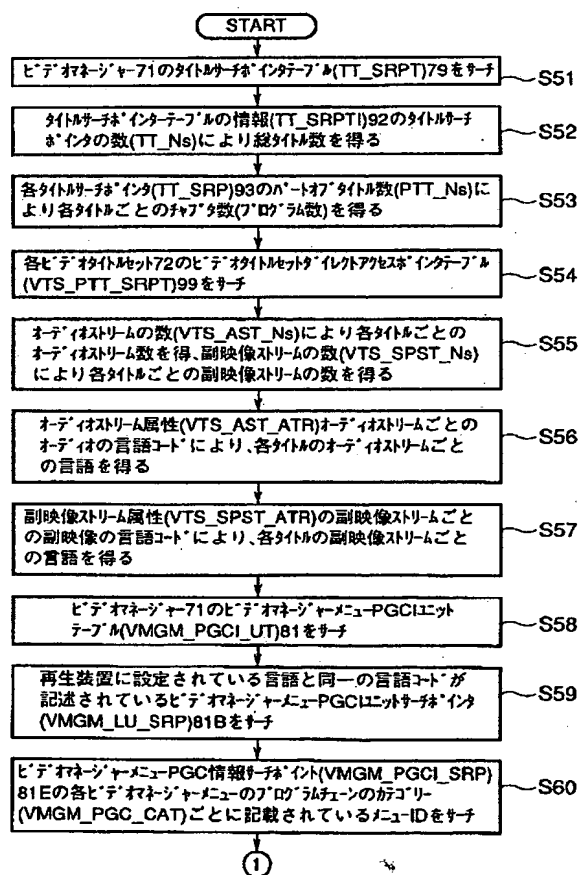 START
ビデオマネージャー71のタイトルサーチポインタテーブル(TT_SRPT)79をサーチ
S51
タイトルサーチポインターテーブルの情報(TT_SRPTI)92のタイトルサーチ
ポインタの数(TT_Ns)により総タイトル数を得る
S52
各タイトルサーチポインタ(TT_SRP)93のパートオブタイトル数(PTT_Ns)に
より各タイトルごとのチャプタ数(プログラム数)を得る
S53
各ビデオタイトルセット72のビデオタイトルセットダイレクトアクセスポインタテーブル
(VTS_PTT_SRPT)99をサーチ
S54
オーディオストリームの数(VTS_AST_Ns)により各タイトルごとの
オーディオストリーム数を得、副映像ストリームの数(VTS_SPST_Ns)
により各タイトルごとの副映像ストリームの数を得る
S55
オーディオストリーム属性(VTS_AST_ATR)オーディオストリームごとの
オーディオの言語コードにより、各タイトルのオーディオストリームごと
の言語を得る
S56
副映像ストリーム属性(VTS_SPST_ATR)の副映像ストリームごと
の副映像の言語コードにより、各タイトルの副映像ストリームごと
の言語を得る
S57
ビデオマネージャー71のビデオマネージャーメニューPGCIユニット
テーブル(VMGM_PGCI_UT)81をサーチ
S58
再生装置に設定されている言語と同一の言語コードが
記述されているビデオマネージャーメニューPGCIユニットサーチポインタ
(VMGM_LU_SRP)81Bをサーチ
S59
ビデオマネージャーメニューPGC情報サーチポイント(VMGM_PGCI_SRP)
81Eの各ビデオマネージャーメニューのプログラムチェーンのカテゴリー
(VMGM_PGC_CAT)ごとに記載されているメニューIDをサーチ
S60
1